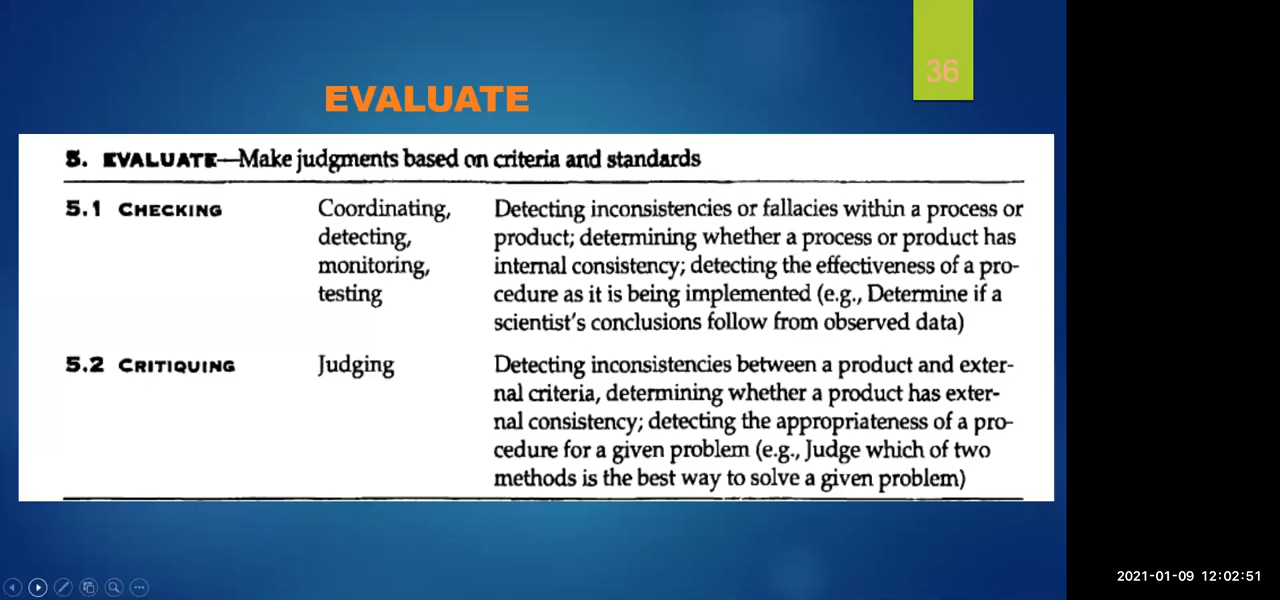 36
EVALUATE
5. EVALUATE—Make judgments based on criteria and standards
5.1 CHECKING
Coordinating,
detecting,
monitoring,
testing
Detecting inconsistencies or fallacies within a process or
product; determining whether a process or product has
internal consistency; detecting the effectiveness of a pro-
cedure as it is being implemented (e.g., Determine if a
scientist's conclusions follow from observed data)
5.2 CRITIQUING
Judging
Detecting inconsistencies between a product and exter-
nal criteria, determining whether a product has exter-
nal consistency; detecting the appropriateness of a pro-
cedure for a given problem (e.g., Judge which of two
methods is the best way to solve a given problem)
2021-01-09 12:02:51